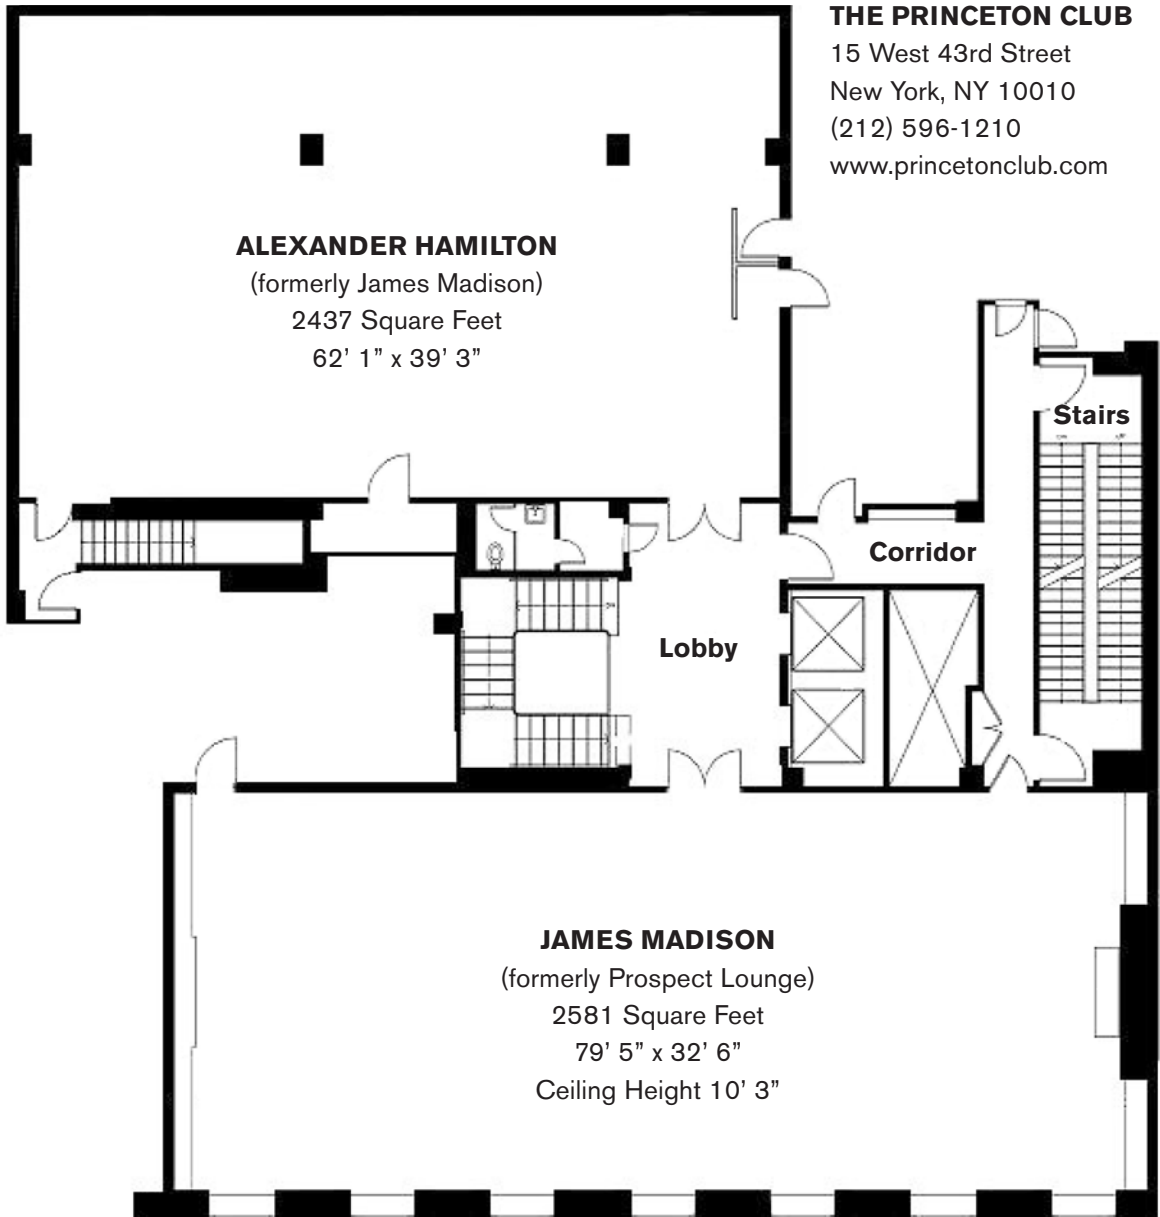 THE PRINCETON CLUB
15 West 43rd Street
New York, NY 10010
(212) 596-1210
www.princetonclub.com
ALEXANDER HAMILTON
(formerly James Madison)
2437 Square Feet
62’ 1” x 39’ 3”
Stairs
Corridor
Lobby
JAMES MADISON
(formerly Prospect Lounge)
2581 Square Feet
79’ 5” x 32’ 6”
Ceiling Height 10’ 3”